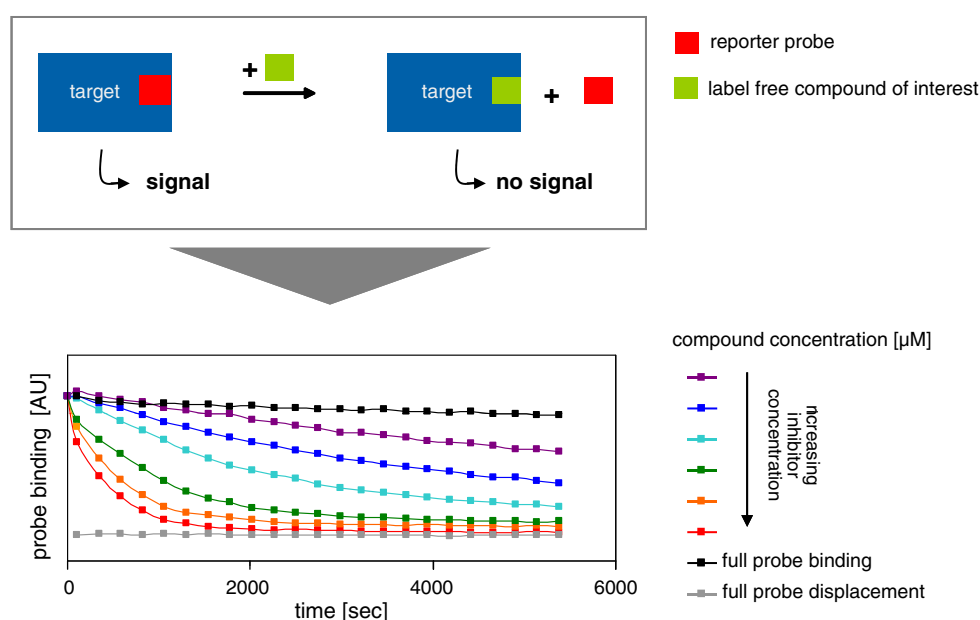 target
+
signal
target
+
no signal
reporter probe
label free compound of interest
probe binding [AU]
0
2000
4000
6000
time [sec]
compound concentration [µM]
increasing
inhibitor
concentration
full probe binding
full probe displacement